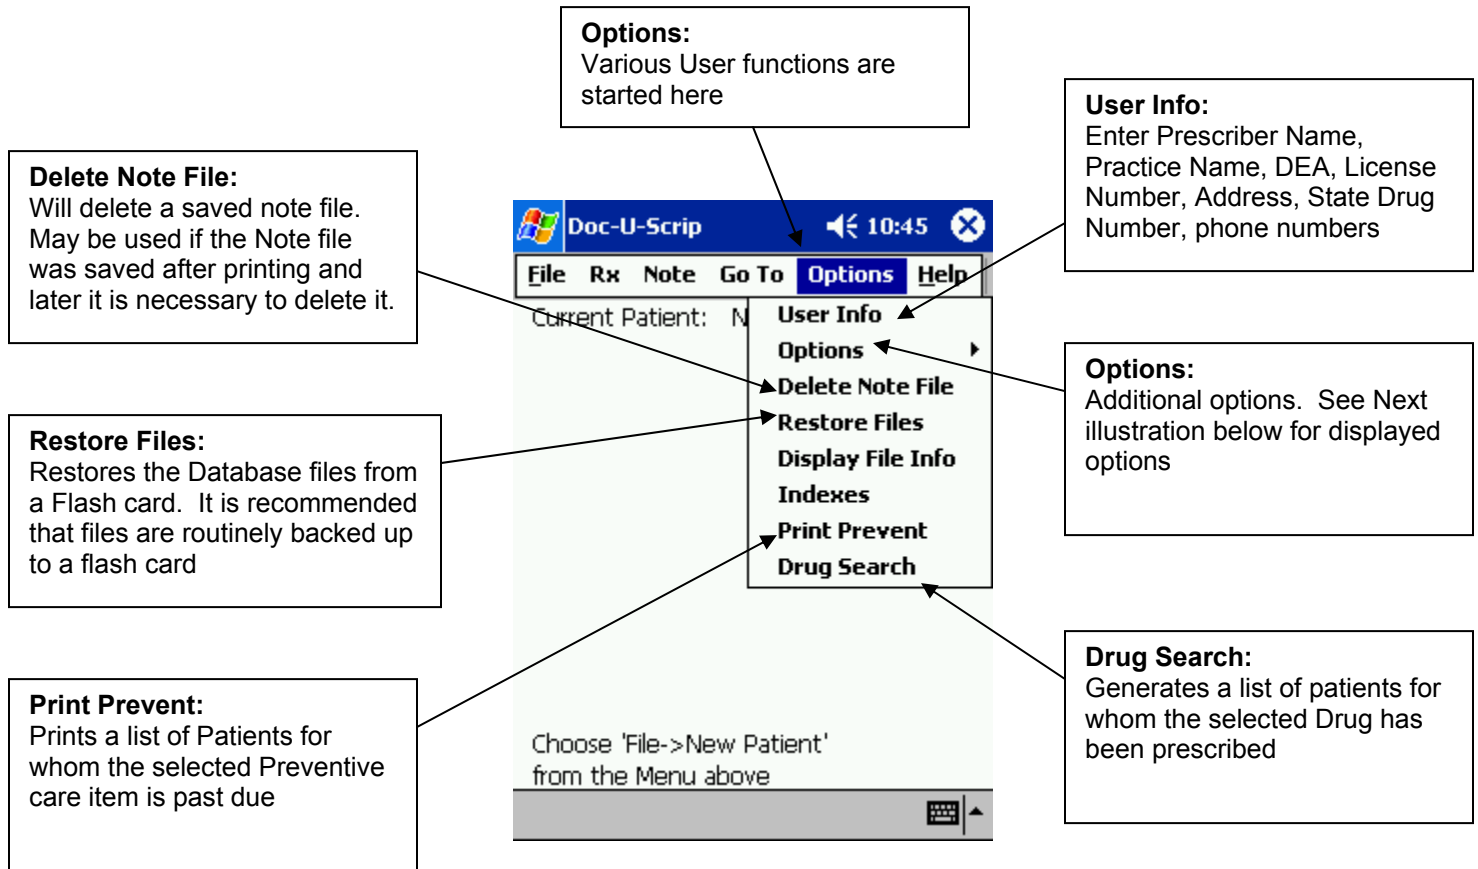 Options:
Various User functions are
started here
User Info:
Enter Prescriber Name,
Practice Name, DEA, License
Number, Address, State Drug
Number, phone numbers
Delete Note File:
Will delete a saved note file.
May be used if the Note file
was saved after printing and
later it is necessary to delete it.
Doc-U-Scrip 10:45
File Rx Note Go To Options Help
Current Patient: N
User Info
Options
Delete Note File
Restore Files
Display File Info
Indexes
Print Prevent
Drug Search
Options:
Additional options. See Next
illustration below for displayed
options
Restore Files:
Restores the Database files from
a Flash card. It is recommended
that files are routinely backed up
to a flash card
Drug Search:
Generates a list of patients for
whom the selected Drug has
been prescribed
Print Prevent:
Prints a list of Patients for
whom the selected Preventive
care item is past due
Choose 'File->New Patient'
from the Menu above